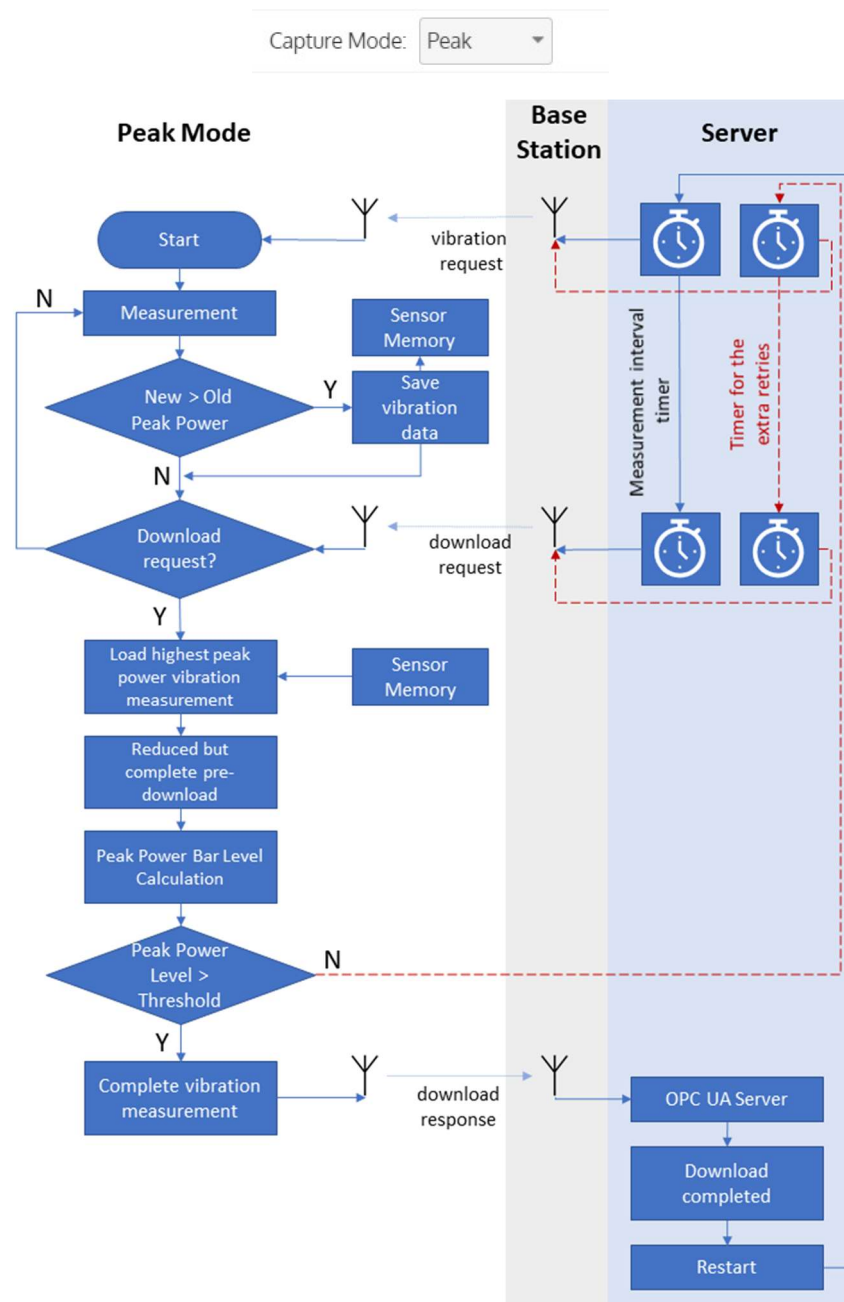 Capture Mode: Peak
Peak Mode
Base
Station
Server
Start
vibration
request
N
Measurement
Sensor
Memory
New > Old
Peak Power
Y
Save
vibration
data
Measurement interval
timer
Timer for the
extra retries
N
Download
request?
download
request
Y
Load highest peak
power vibration
measurement
Sensor
Memory
Reduced but
complete pre-
download
Peak Power Bar Level
Calculation
Peak Power
Level >
Threshold
N
Y
Complete vibration
measurement
download
response
OPC UA Server
Download
completed
Restart